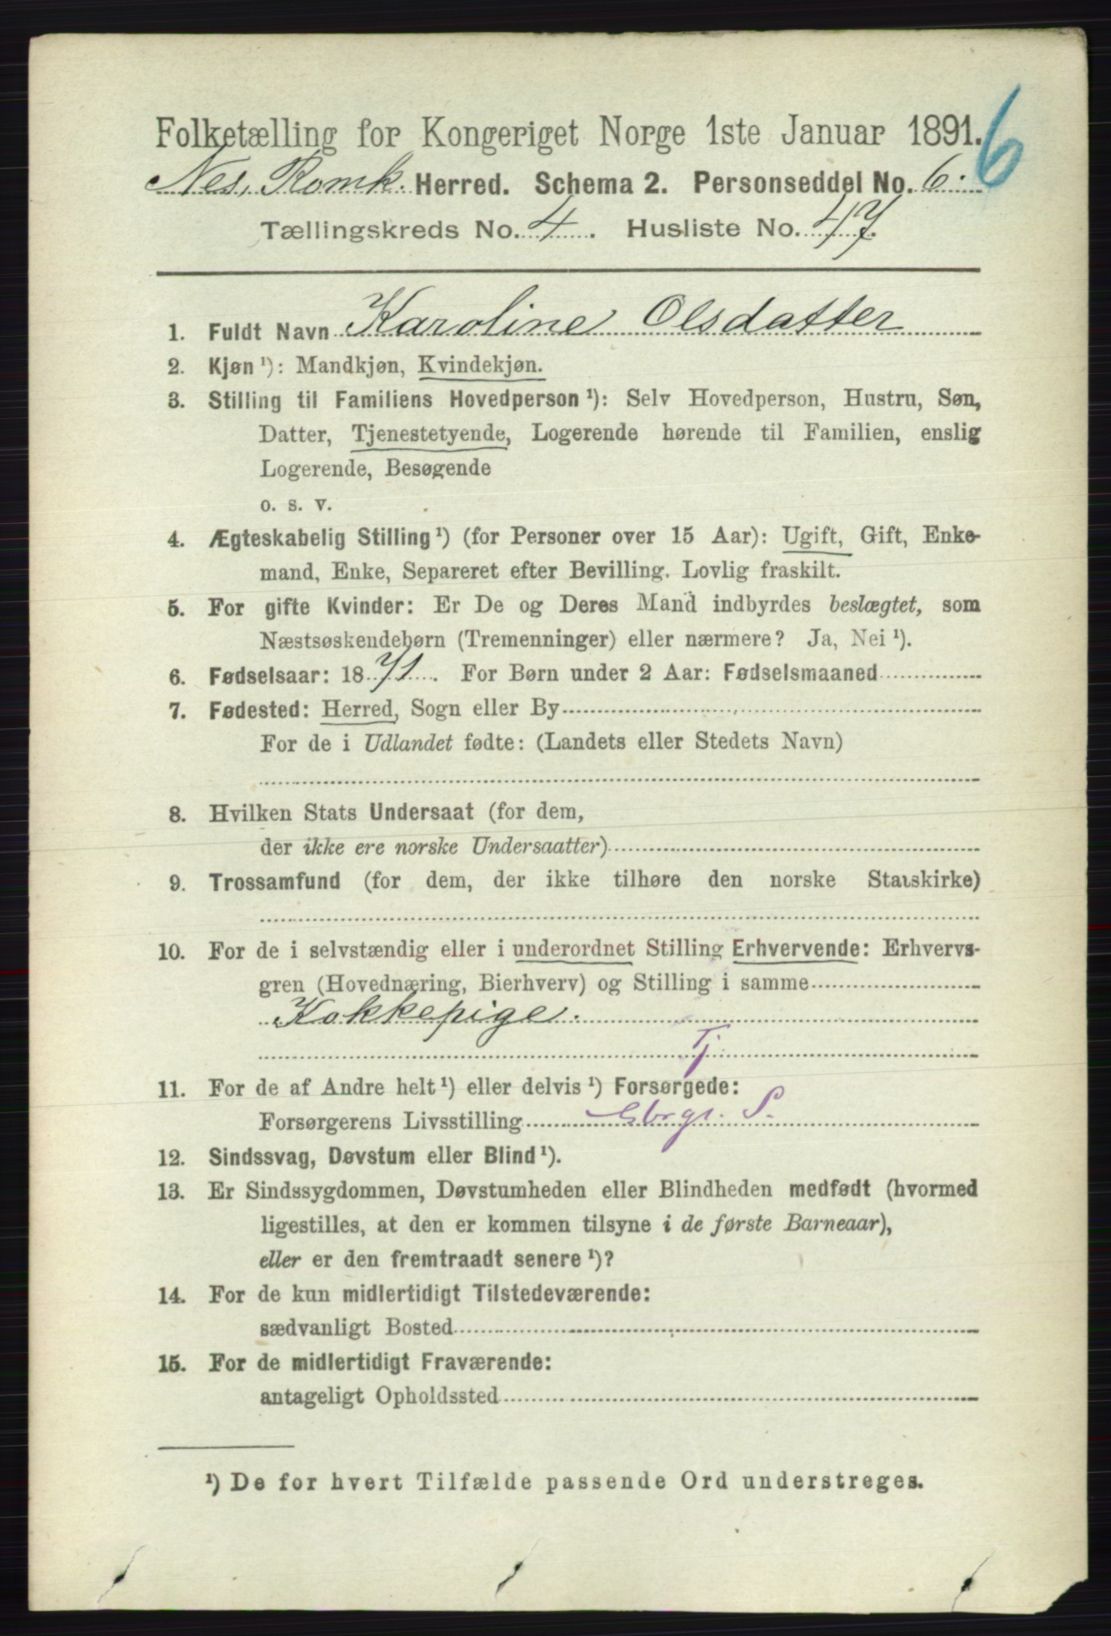 Folketælling for Kongeriget Norge 1ste Januar 1891. 6
Nes, Romk. Herred. Schema 2. Personseddel No. 6.
Tællingskreds No. 4. Husliste No. 47.
1. Fuldt Navn Karoline Olsdatter
2. Kjøn ¹): Mandkjøn, Kvindekjøn.
3. Stilling til Familiens Hovedperson ¹): Selv Hovedperson, Hustru, Søn,
Datter, Tjenestetyende, Logerende hørende til Familien, enslig
Logerende, Besøgende
o. s. v.
4. Ægteskabelig Stilling ¹) (for Personer over 15 Aar): Ugift, Gift, Enke-
mand, Enke, Separeret efter Bevilling. Lovlig fraskilt.
5. For gifte Kvinder: Er De og Deres Mand indbyrdes beslægtet, som
Næstsøskendebørn (Tremenninger) eller nærmere? Ja, Nei ¹).
6. Fødselsaar: 1871. For Børn under 2 Aar: Fødselsmaaned
7. Fødested: Herred, Sogn eller By
For de i Udlandet fødte: (Landets eller Stedets Navn)
8. Hvilken Stats Undersaat (for dem,
der ikke ere norske Undersaatter)
9. Trossamfund (for dem, der ikke tilhøre den norske Statskirke)
10. For de i selvstændig eller i underordnet Stilling Erhvervende: Erhvervs-
gren (Hovednæring, Bierhverv) og Stilling i samme
Kokkepige.
Tj
11. For de af Andre helt ¹) eller delvis ¹) Forsørgede:
Forsørgerens Livsstilling Gbrgr. S.
12. Sindssvag, Døvstum eller Blind ¹).
13. Er Sindssygdommen, Døvstumheden eller Blindheden medfødt (hvormed
ligestilles, at den er kommen tilsyne i de første Barneaar),
eller er den fremtraadt senere ¹)?
14. For de kun midlertidigt Tilstedeværende:
sædvanligt Bosted
15. For de midlertidigt Fraværende:
antageligt Opholdssted
¹) De for hvert Tilfælde passende Ord understreges.